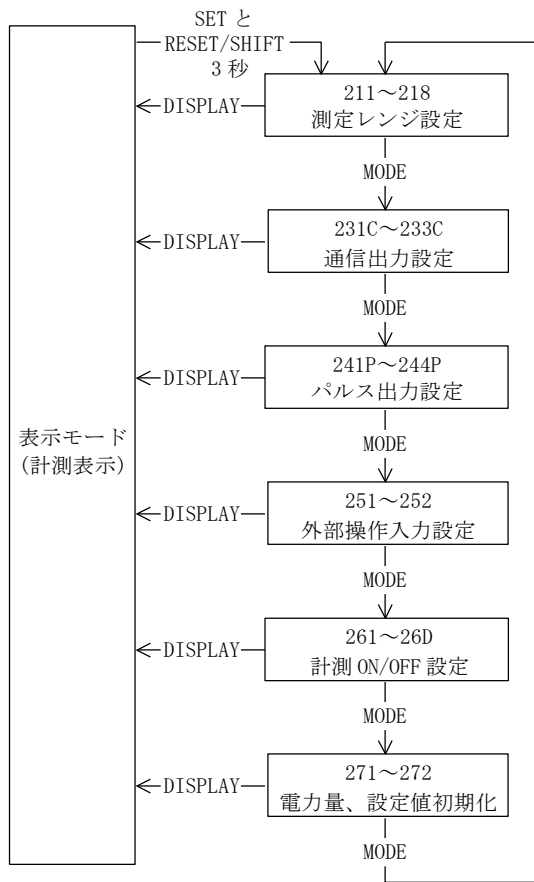 SET と
RESET/SHIFT
3 秒
211～218
測定レンジ設定
DISPLAY
MODE
231C～233C
通信出力設定
DISPLAY
MODE
241P～244P
パルス出力設定
DISPLAY
MODE
表示モード
(計測表示)
251～252
外部操作入力設定
DISPLAY
MODE
261～26D
計測 ON/OFF 設定
DISPLAY
MODE
271～272
電力量、設定値初期化
DISPLAY
MODE